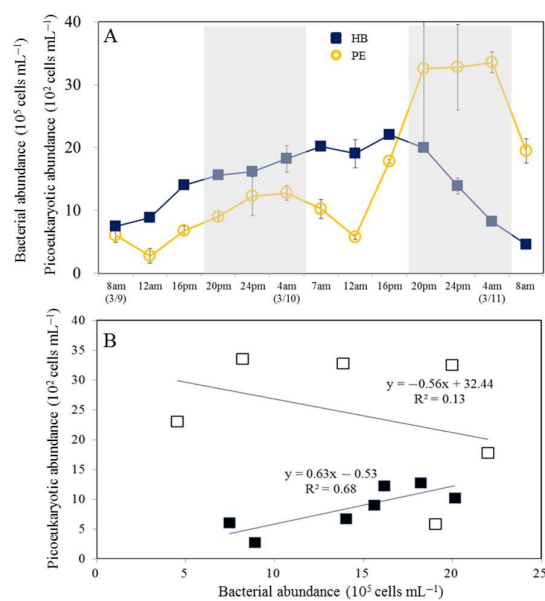 A
HB
PE
Bacterial abundance (10⁵ cells mL⁻¹)
Picoeukaryotic abundance (10² cells mL⁻¹)
40
30
20
10
0
8am 12am 16pm 20pm 24pm 4am 7am 12am 16pm 20pm 24pm 4am 8am
(3/9) (3/10) (3/11)
B
Picoeukaryotic abundance (10² cells mL⁻¹)
40
35
30
25
20
15
10
5
0
y = −0.56x + 32.44
R² = 0.13
y = 0.63x − 0.53
R² = 0.68
0 5 10 15 20 25
Bacterial abundance (10⁵ cells mL⁻¹)